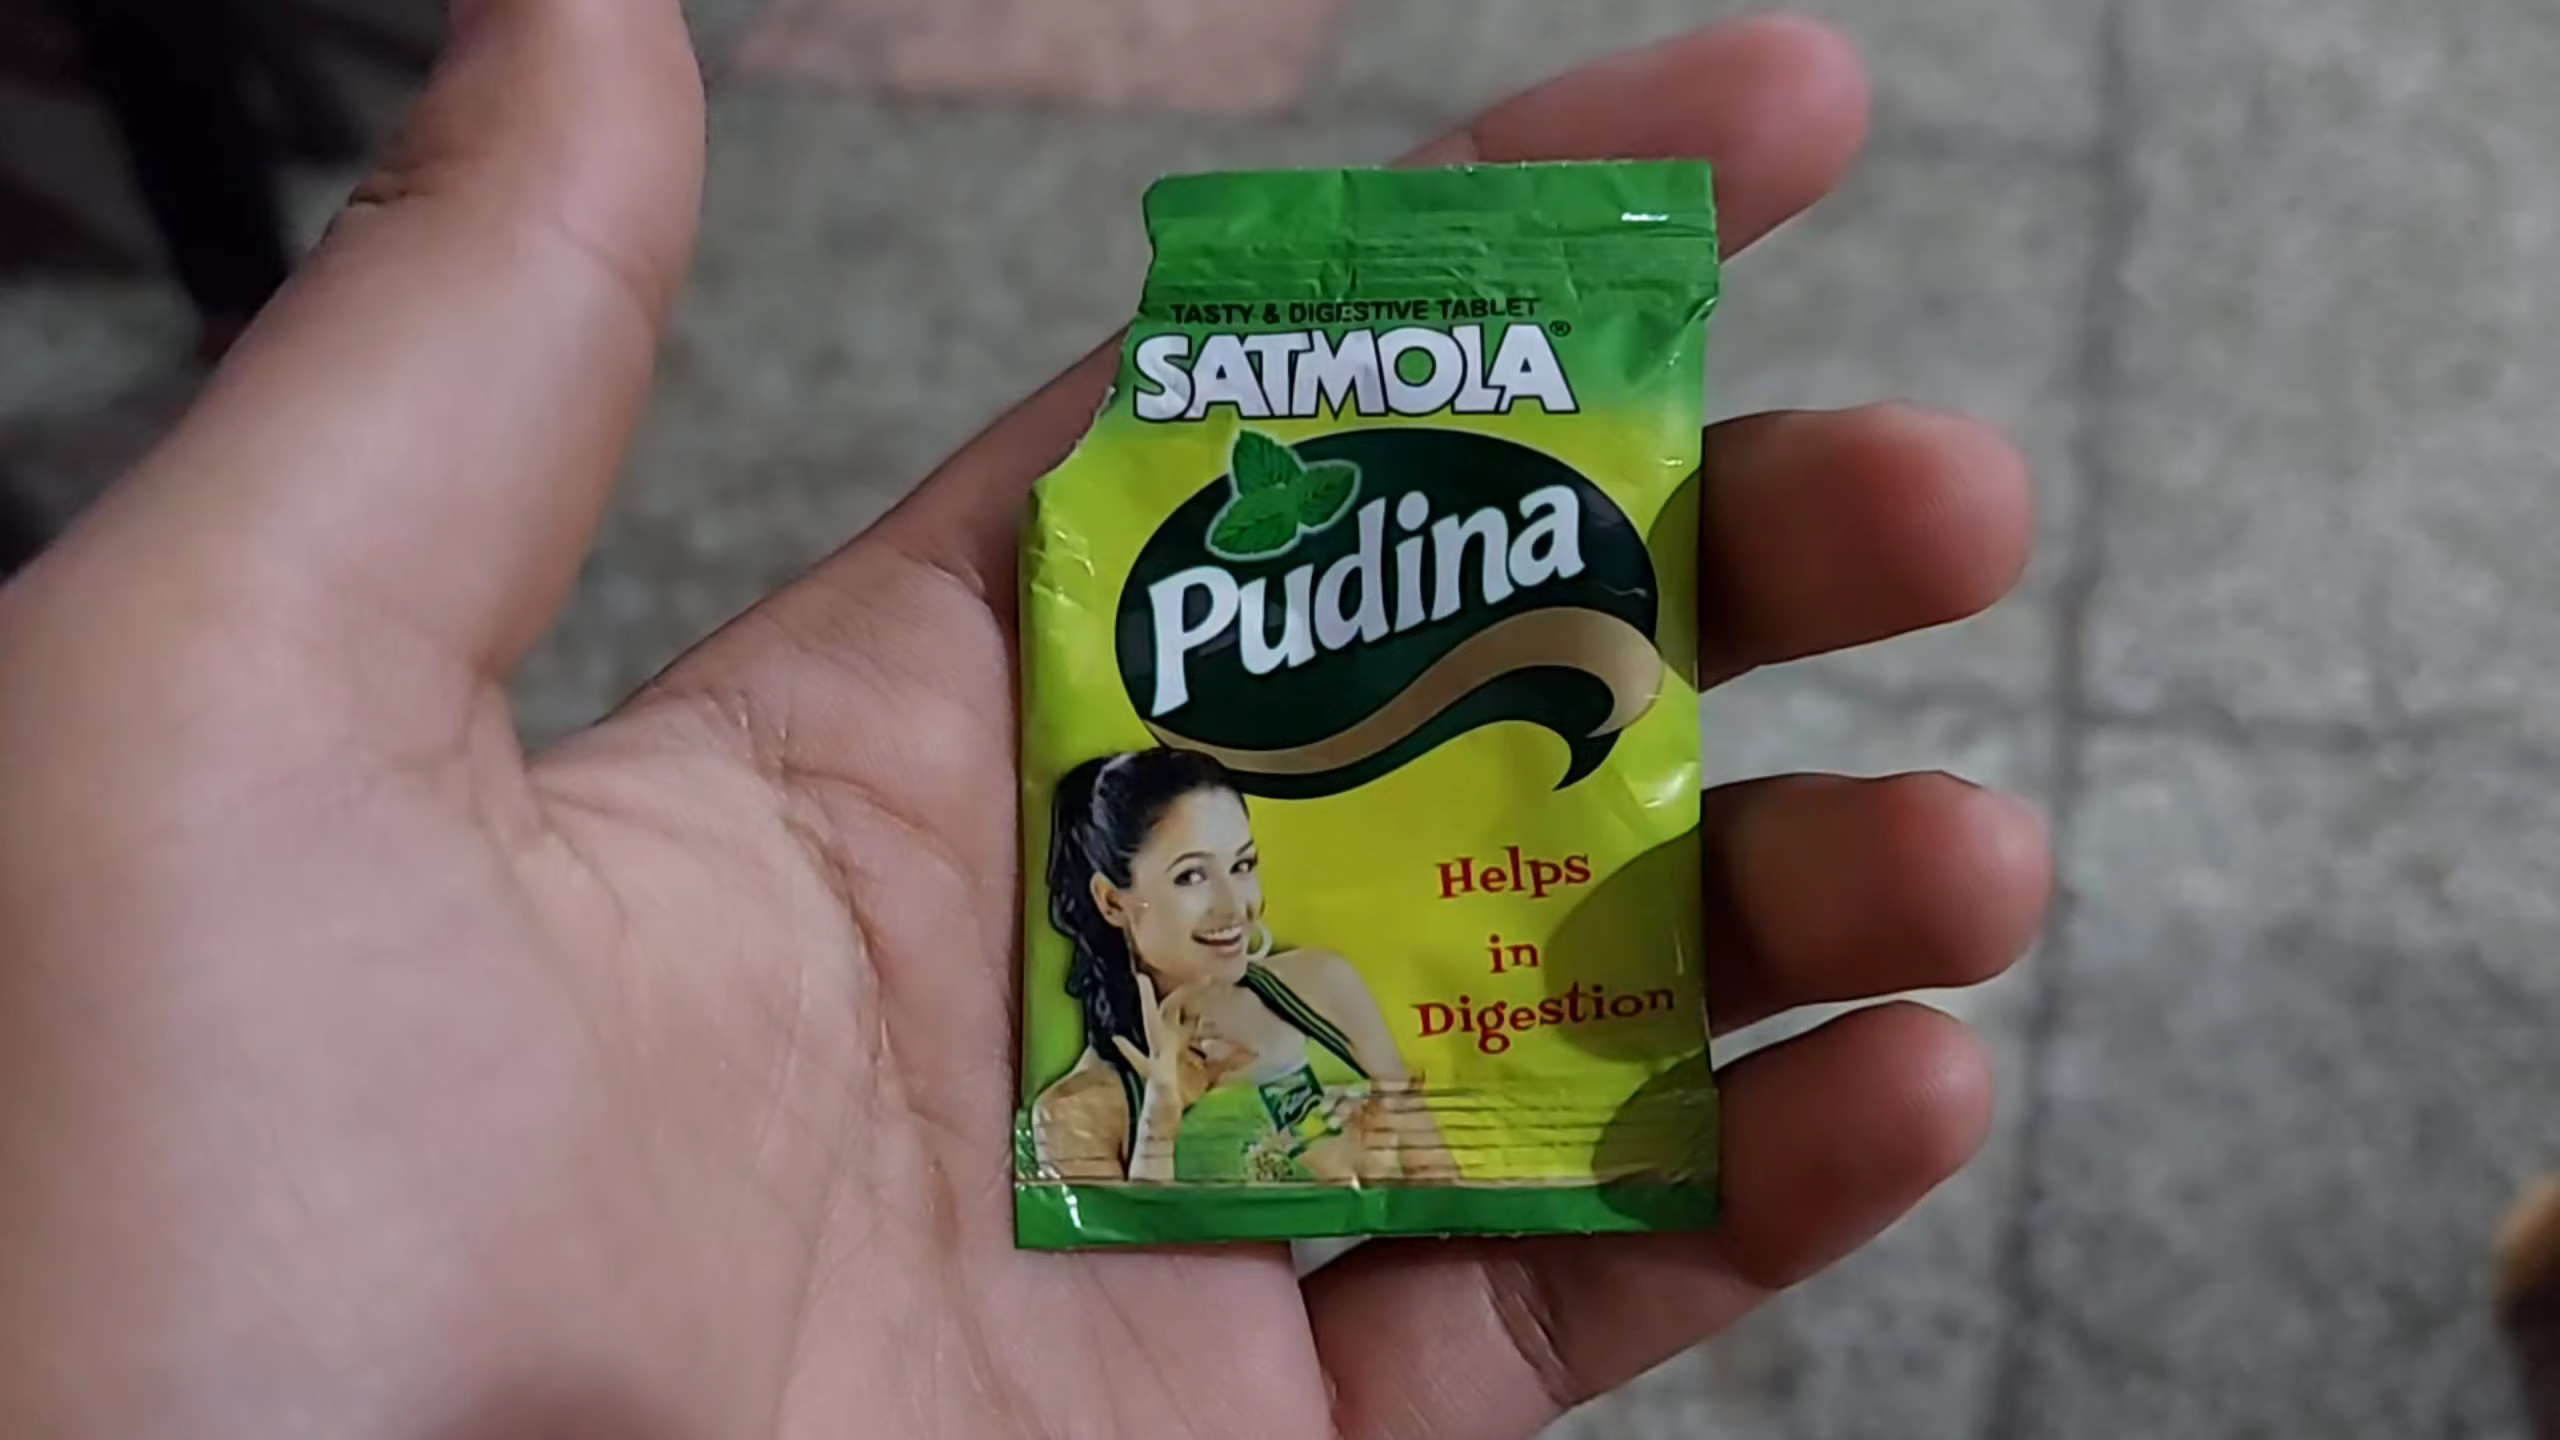 TASTY & DIGESTIVE TABLET
SATMOLA®
Pudina
Helps
in
Digestion